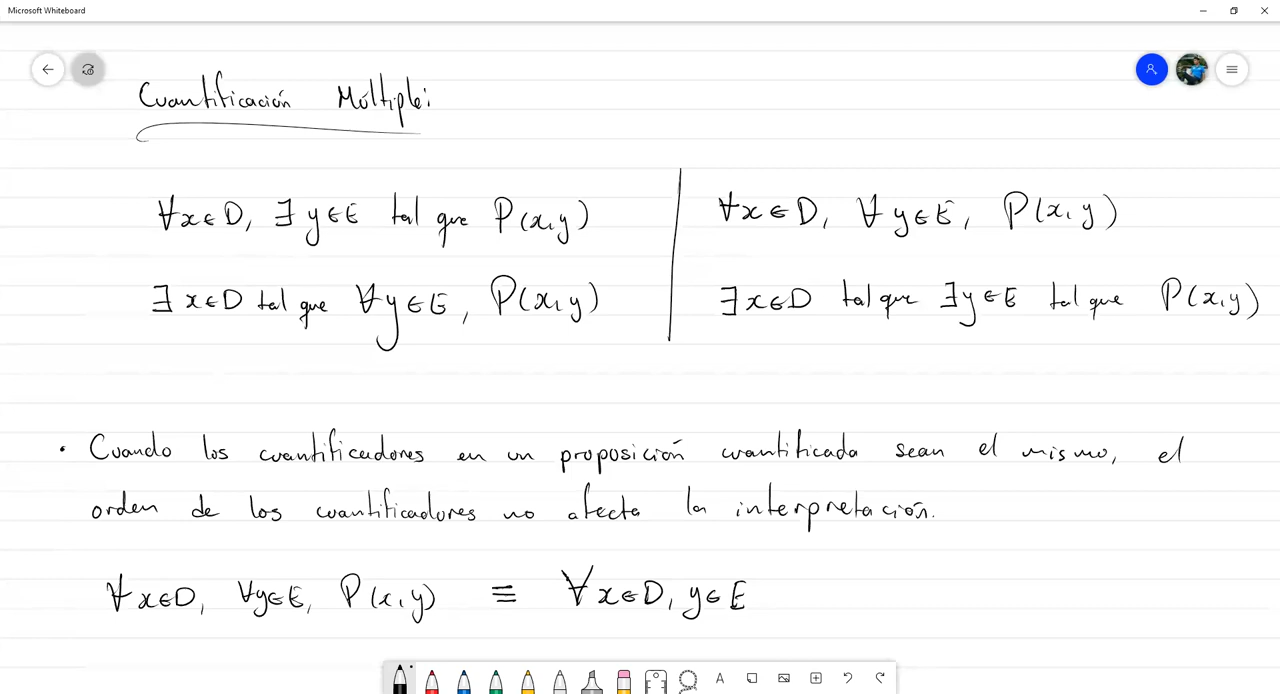 Microsoft Whiteboard
Cuantificación Múltiple:
∀x∈D, ∃ y∈E tal que P(x,y)
∃ x∈D tal que ∀y∈E, P(x,y)
∀x∈D, ∀y∈E, P(x,y)
∃x∈D tal que ∃y∈E tal que P(x,y)
• Cuando los cuantificadores en un proposición cuantificada sean el mismo, el
orden de los cuantificadores no afecta la interpretación.
∀x∈D, ∀y∈E, P(x,y) ≡ ∀x∈D, y∈E
A